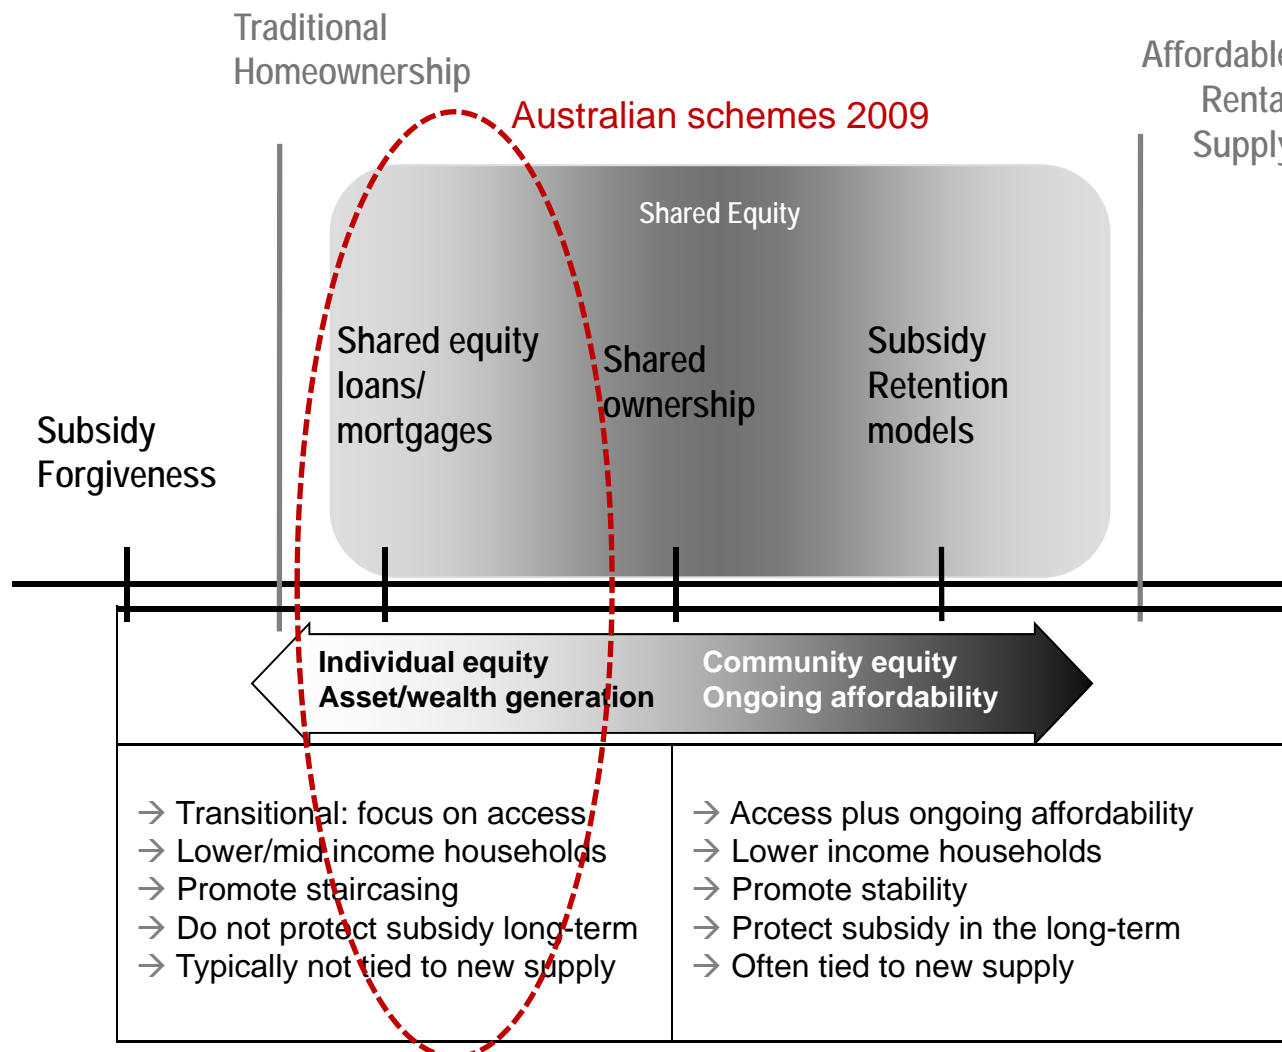 Traditional
Homeownership
Affordable
Renta
Supply
Australian schemes 2009
Shared Equity
Shared equity
loans/
mortgages
Shared
ownership
Subsidy
Retention
models
Subsidy
Forgiveness
Individual equity
Asset/wealth generation
Community equity
Ongoing affordability
→ Transitional: focus on access
→ Lower/mid income households
→ Promote staircasing
→ Do not protect subsidy long-term
→ Typically not tied to new supply
→ Access plus ongoing affordability
→ Lower income households
→ Promote stability
→ Protect subsidy in the long-term
→ Often tied to new supply